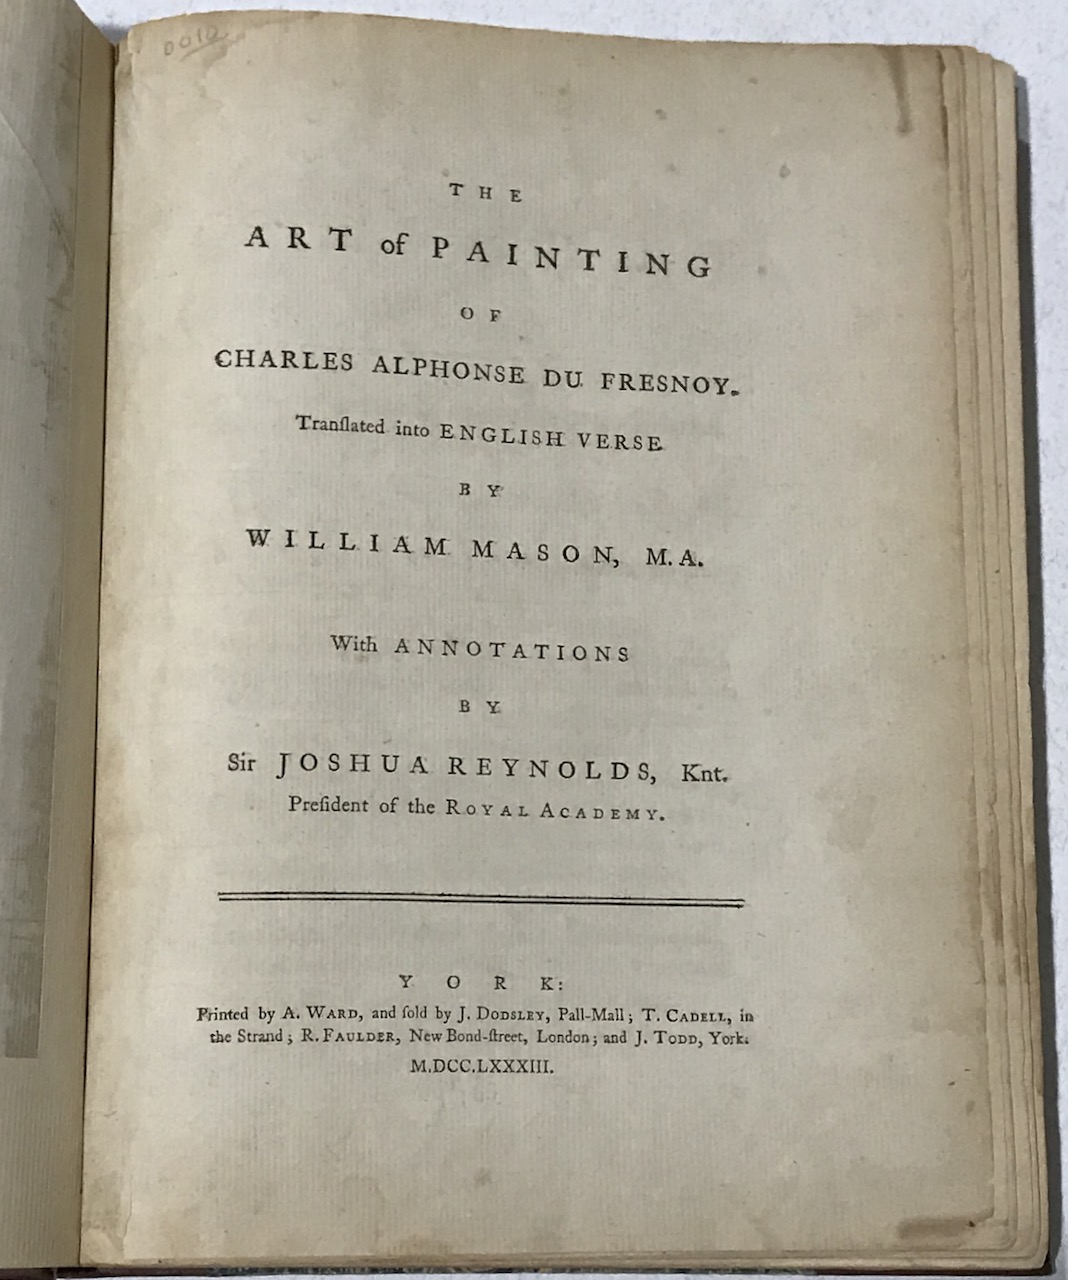 THE
ART of PAINTING
OF
CHARLES ALPHONSE DU FRESNOY.
Tranſlated into ENGLISH VERSE
BY
WILLIAM MASON, M.A.
With ANNOTATIONS
BY
Sir JOSHUA REYNOLDS, Knt.
Preſident of the ROYAL ACADEMY.
YORK:
Printed by A. WARD, and ſold by J. DODSLEY, Pall-Mall; T. CADELL, in
the Strand; R. FAULDER, New Bond-ſtreet, London; and J. TODD, York.
M.DCC.LXXXIII.